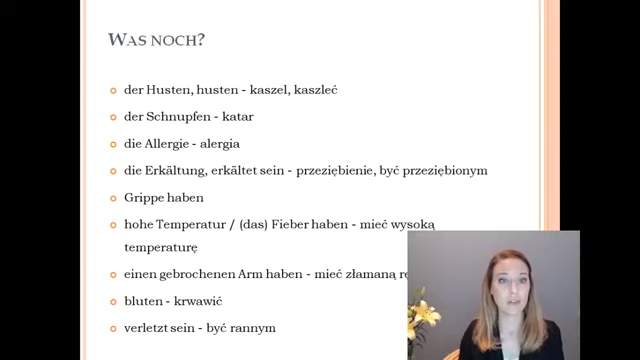 WAS NOCH?
der Husten, husten - kaszel, kaszleć
der Schnupfen - katar
die Allergie - alergia
die Erkältung, erkältet sein - przeziębienie, być przeziębionym
Grippe haben
hohe Temperatur / (das) Fieber haben - mieć wysoką
temperaturę
einen gebrochenen Arm haben - mieć złamaną
bluten - krwawić
verletzt sein - być rannym